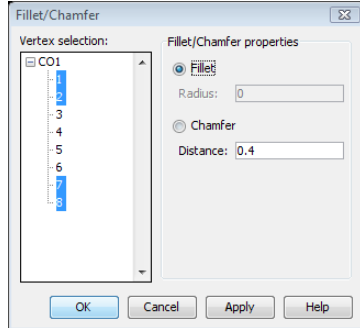 Fillet/Chamfer
Vertex selection:
CO1
1
2
3
4
5
6
7
8
Fillet/Chamfer properties
Fillet
Radius: 0
Chamfer
Distance: 0.4
OK Cancel Apply Help